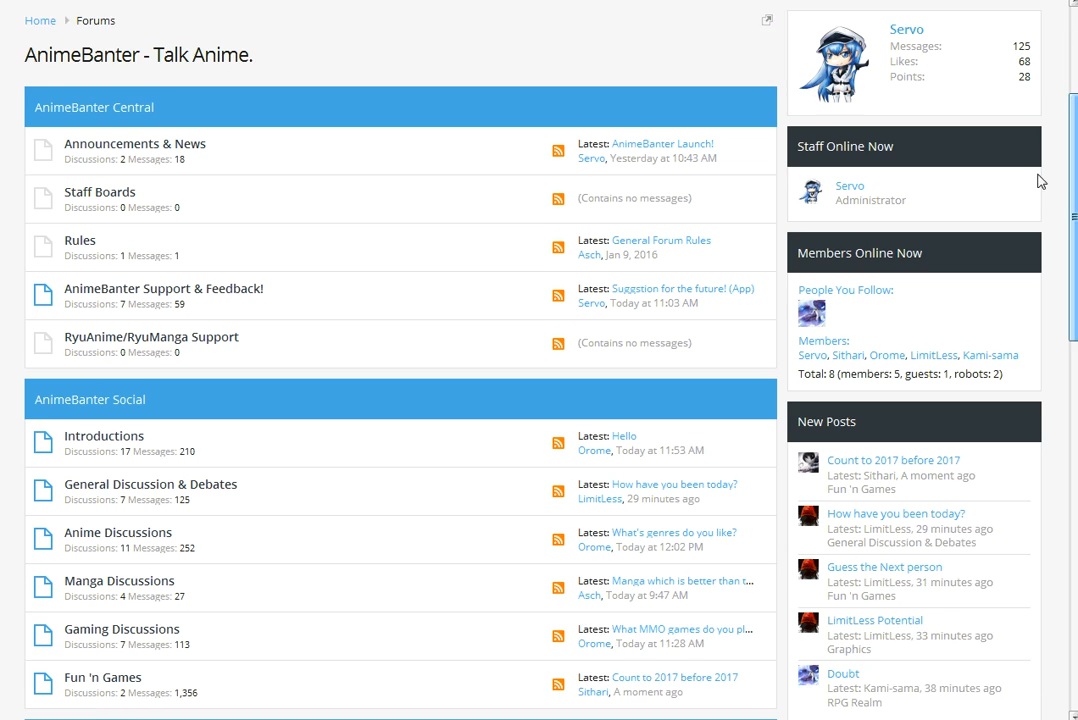 Home Forums
AnimeBanter - Talk Anime.
AnimeBanter Central
Announcements & News
Discussions: 2 Messages: 18
Latest: AnimeBanter Launch!
Servo, Yesterday at 10:43 AM
Staff Boards
Discussions: 0 Messages: 0
(Contains no messages)
Rules
Discussions: 1 Messages: 1
Latest: General Forum Rules
Asch, Jan 9, 2016
AnimeBanter Support & Feedback!
Discussions: 7 Messages: 59
Latest: Suggstion for the future! (App)
Servo, Today at 11:03 AM
RyuAnime/RyuManga Support
Discussions: 0 Messages: 0
(Contains no messages)
AnimeBanter Social
Introductions
Discussions: 17 Messages: 210
Latest: Hello
Orome, Today at 11:53 AM
General Discussion & Debates
Discussions: 7 Messages: 125
Latest: How have you been today?
LimitLess, 29 minutes ago
Anime Discussions
Discussions: 11 Messages: 252
Latest: What's genres do you like?
Orome, Today at 12:02 PM
Manga Discussions
Discussions: 4 Messages: 27
Latest: Manga which is better than t...
Asch, Today at 9:47 AM
Gaming Discussions
Discussions: 7 Messages: 113
Latest: What MMO games do you pl...
Orome, Today at 11:28 AM
Fun 'n Games
Discussions: 2 Messages: 1,356
Latest: Count to 2017 before 2017
Sithari, A moment ago
Servo
Messages: 125
Likes: 68
Points: 28
Staff Online Now
Servo
Administrator
Members Online Now
People You Follow:
Members:
Servo, Sithari, Orome, LimitLess, Kami-sama
Total: 8 (members: 5, guests: 1, robots: 2)
New Posts
Count to 2017 before 2017
Latest: Sithari, A moment ago
Fun 'n Games
How have you been today?
Latest: LimitLess, 29 minutes ago
General Discussion & Debates
Guess the Next person
Latest: LimitLess, 31 minutes ago
Fun 'n Games
LimitLess Potential
Latest: LimitLess, 33 minutes ago
Graphics
Doubt
Latest: Kami-sama, 38 minutes ago
RPG Realm